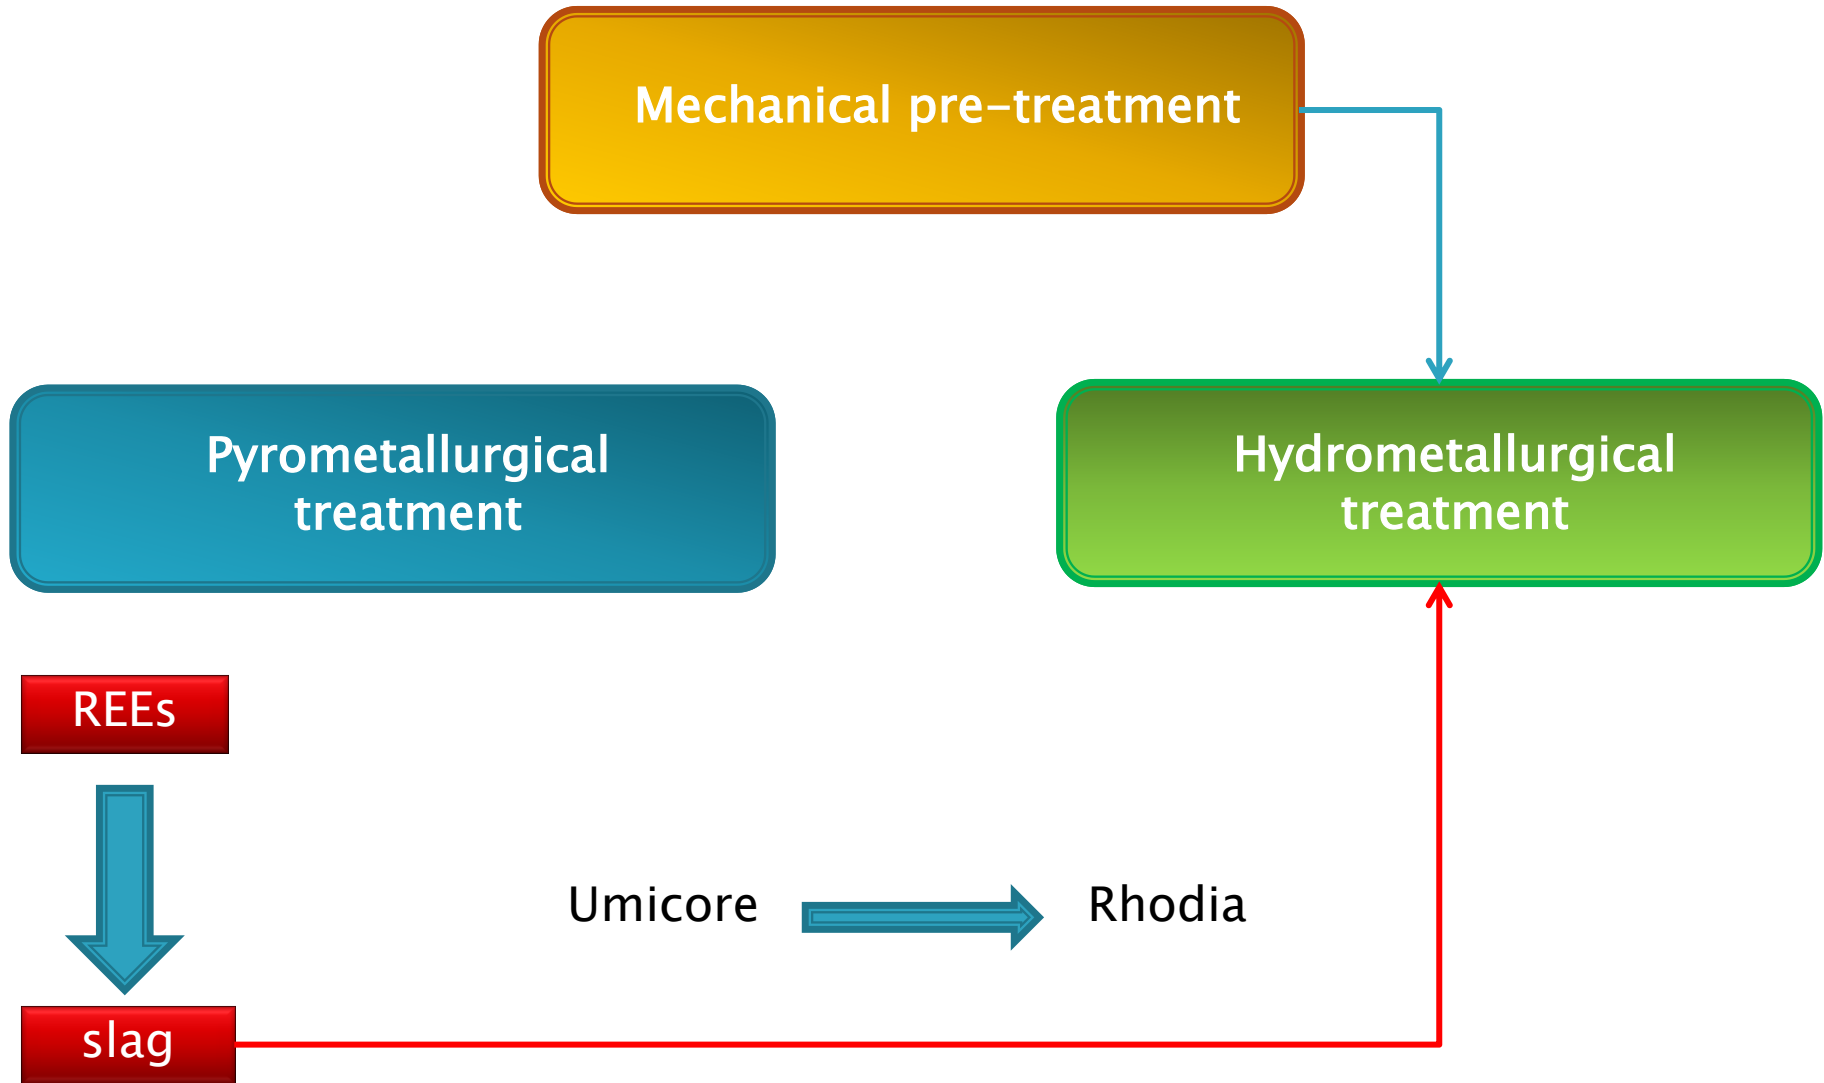 Mechanical pre-treatment
Pyrometallurgical
treatment
Hydrometallurgical
treatment
REEs
Umicore
Rhodia
slag